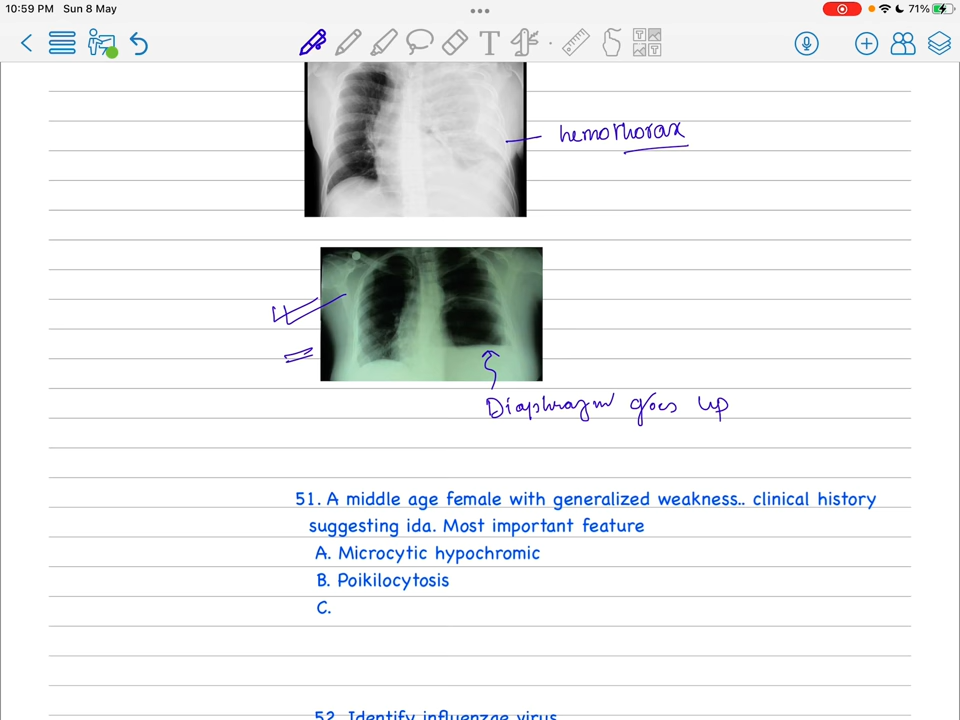 10:59 PM Sun 8 May
71%
T
T
T
hemothorax
Diaphragm goes up
51. A middle age female with generalized weakness.. clinical history
suggesting ida. Most important feature
A. Microcytic hypochromic
B. Poikilocytosis
C.
52. Identify influenzae virus